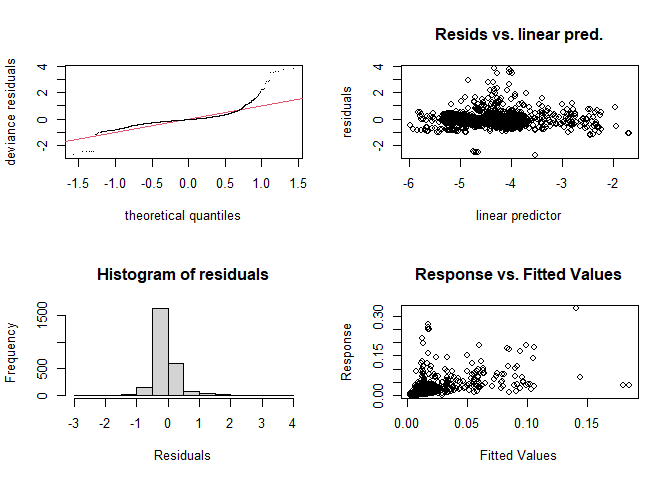 deviance residuals
-2 0 2 4
-1.5 -1.0 -0.5 0.0 0.5 1.0 1.5
theoretical quantiles
Resids vs. linear pred.
residuals
-2 0 2 4
-6 -5 -4 -3 -2
linear predictor
Histogram of residuals
Frequency
0 500 1500
-3 -2 -1 0 1 2 3 4
Residuals
Response vs. Fitted Values
Response
0.00 0.15 0.30
0.00 0.05 0.10 0.15
Fitted Values